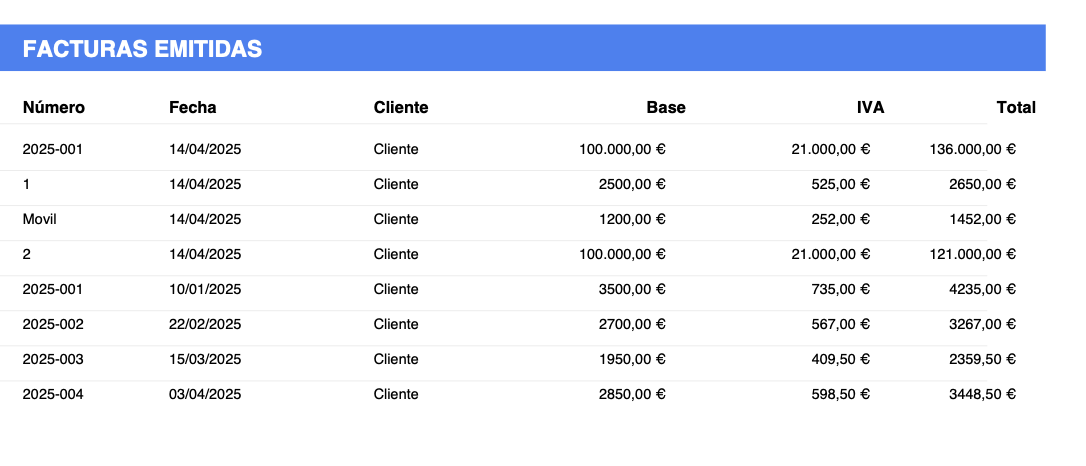 FACTURAS EMITIDAS
Número Fecha Cliente Base IVA Total
2025-001 14/04/2025 Cliente 100.000,00 € 21.000,00 € 136.000,00 €
1 14/04/2025 Cliente 2500,00 € 525,00 € 2650,00 €
Movil 14/04/2025 Cliente 1200,00 € 252,00 € 1452,00 €
2 14/04/2025 Cliente 100.000,00 € 21.000,00 € 121.000,00 €
2025-001 10/01/2025 Cliente 3500,00 € 735,00 € 4235,00 €
2025-002 22/02/2025 Cliente 2700,00 € 567,00 € 3267,00 €
2025-003 15/03/2025 Cliente 1950,00 € 409,50 € 2359,50 €
2025-004 03/04/2025 Cliente 2850,00 € 598,50 € 3448,50 €